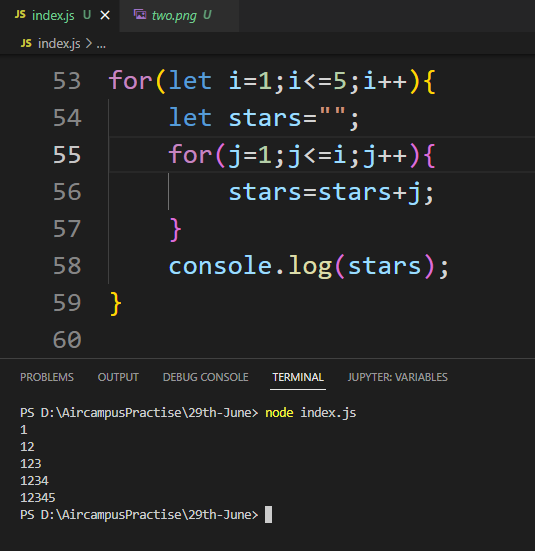 JS index.js U × two.png U
JS index.js > ...
53 for(let i=1;i<=5;i++){
54 let stars="";
55 for(j=1;j<=i;j++){
56 stars=stars+j;
57 }
58 console.log(stars);
59 }
60
PROBLEMS OUTPUT DEBUG CONSOLE TERMINAL JUPYTER: VARIABLES
PS D:\AircampusPractise\29th-June> node index.js
1
12
123
1234
12345
PS D:\AircampusPractise\29th-June>